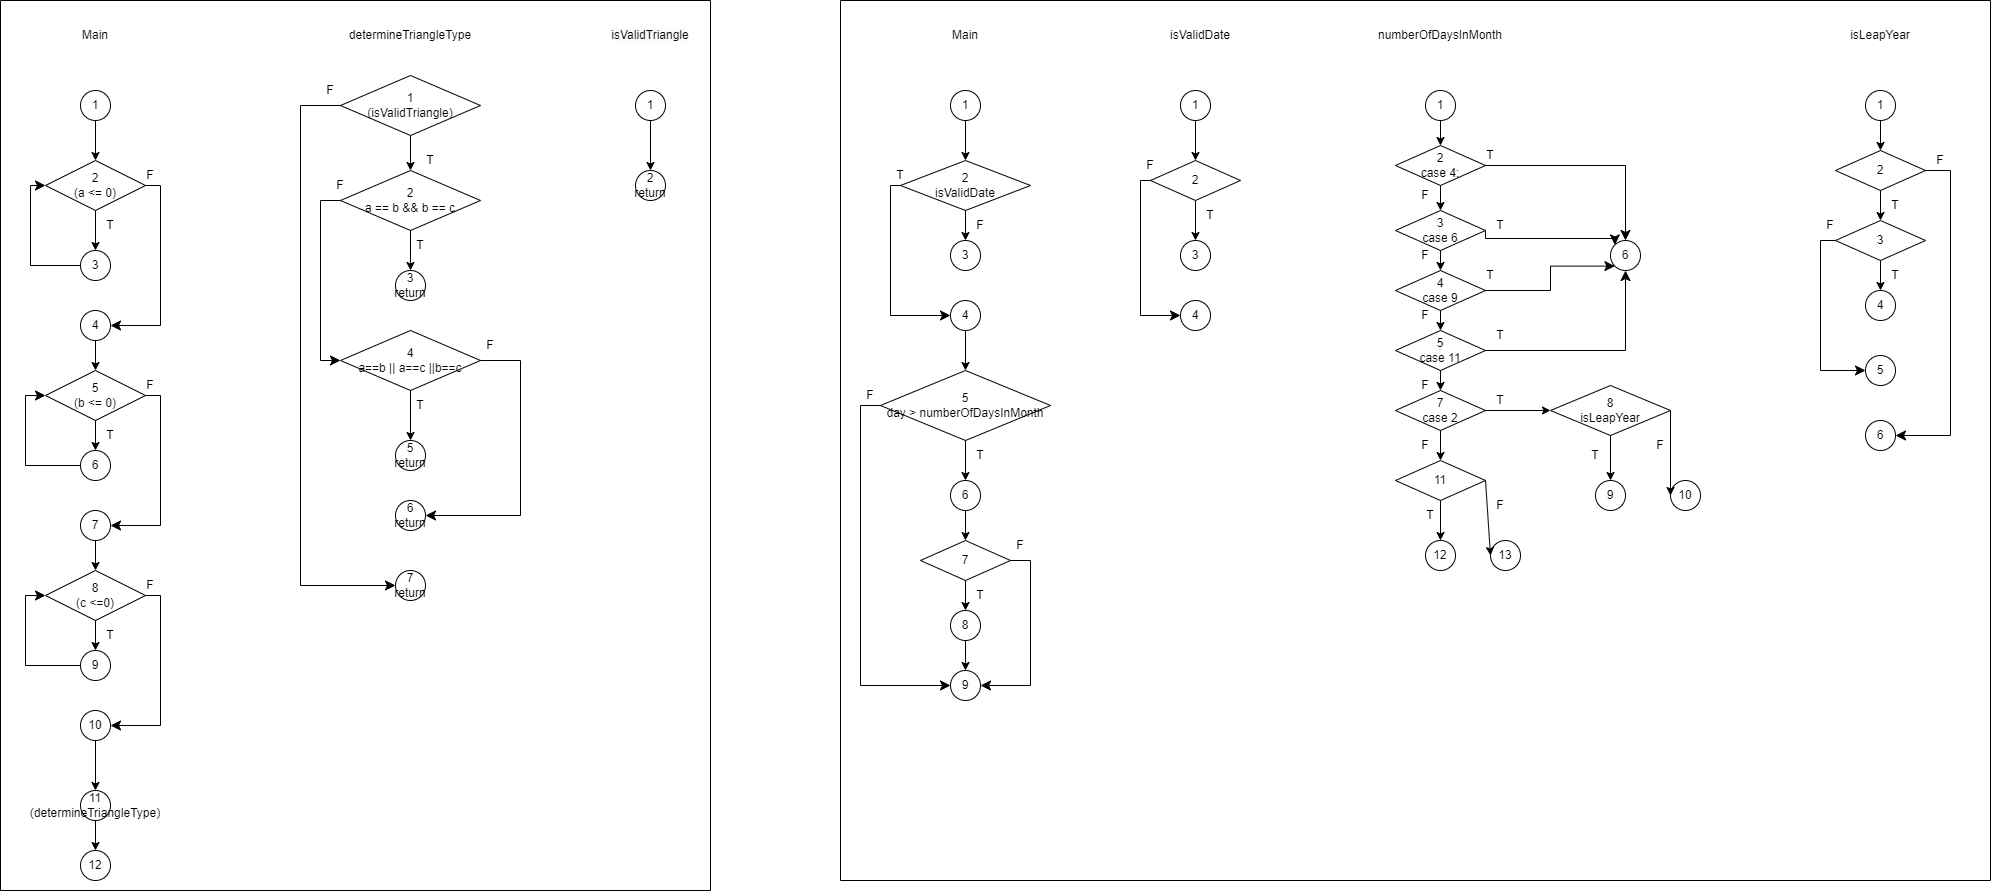 Main
1
2
(a <= 0)
F
T
3
4
5
(b <= 0)
F
T
6
7
8
(c <=0)
F
T
9
10
11
(determineTriangleType)
12
determineTriangleType
F
1
(isValidTriangle)
T
F
2
a == b && b == c
T
3
return
4
a==b || a==c ||b==c
F
T
5
return
6
return
7
return
isValidTriangle
1
2
return
Main
1
T
2
isValidDate
F
3
4
F
5
day > numberOfDaysInMonth
T
6
7
F
T
8
9
isValidDate
1
F
2
T
3
4
numberOfDaysInMonth
1
2
case 4:
T
F
3
case 6
T
6
F
4
case 9
T
F
5
case 11
T
F
7
case 2
T
8
isLeapYear
F
T
F
9
10
11
T
F
12
13
isLeapYear
1
2
F
T
F
3
T
4
5
6